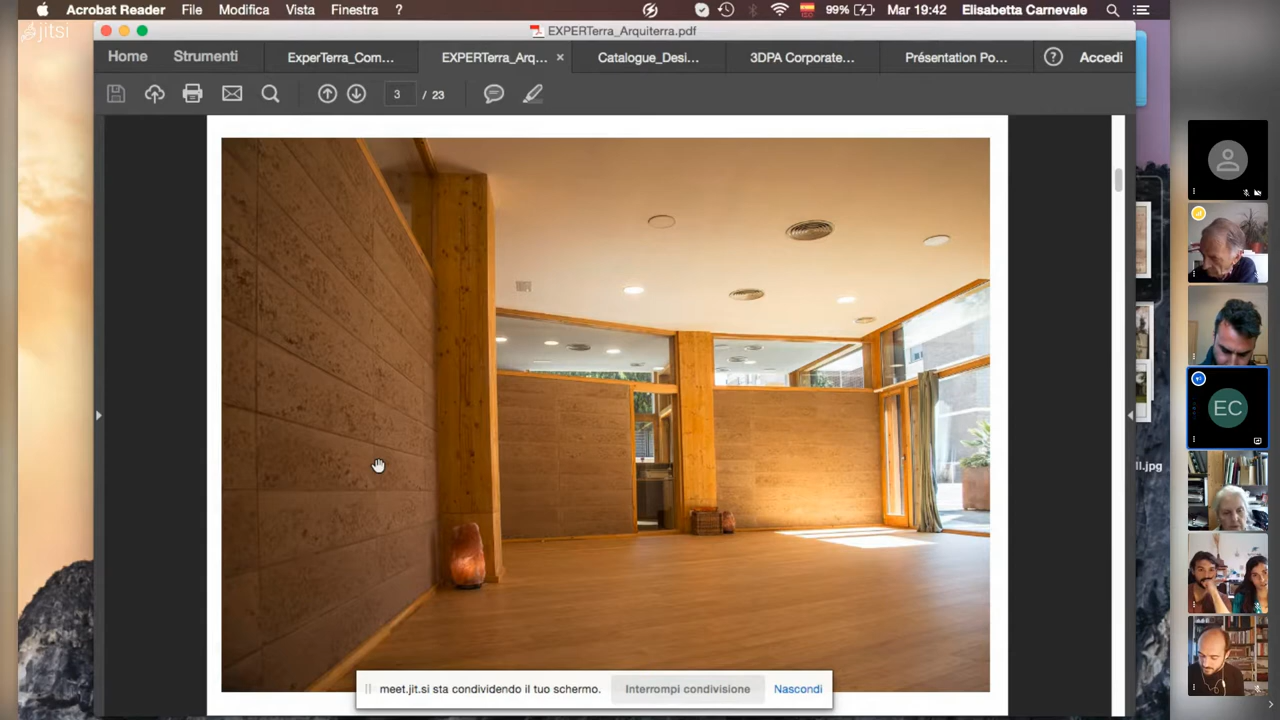 Acrobat Reader File Modifica Vista Finestra ? 99% Mar 19:42 Elisabetta Carnevale
jitsi
EXPERTerra_Arquiterra.pdf
Home Strumenti ExperTerra_Com... EXPERTerra_Arq... × Catalogue_Desi... 3DPA Corporate... Présentation Po... ? Accedi
3 / 23
EC
ll.jpg
meet.jit.si sta condividendo il tuo schermo. Interrompi condivisione Nascondi